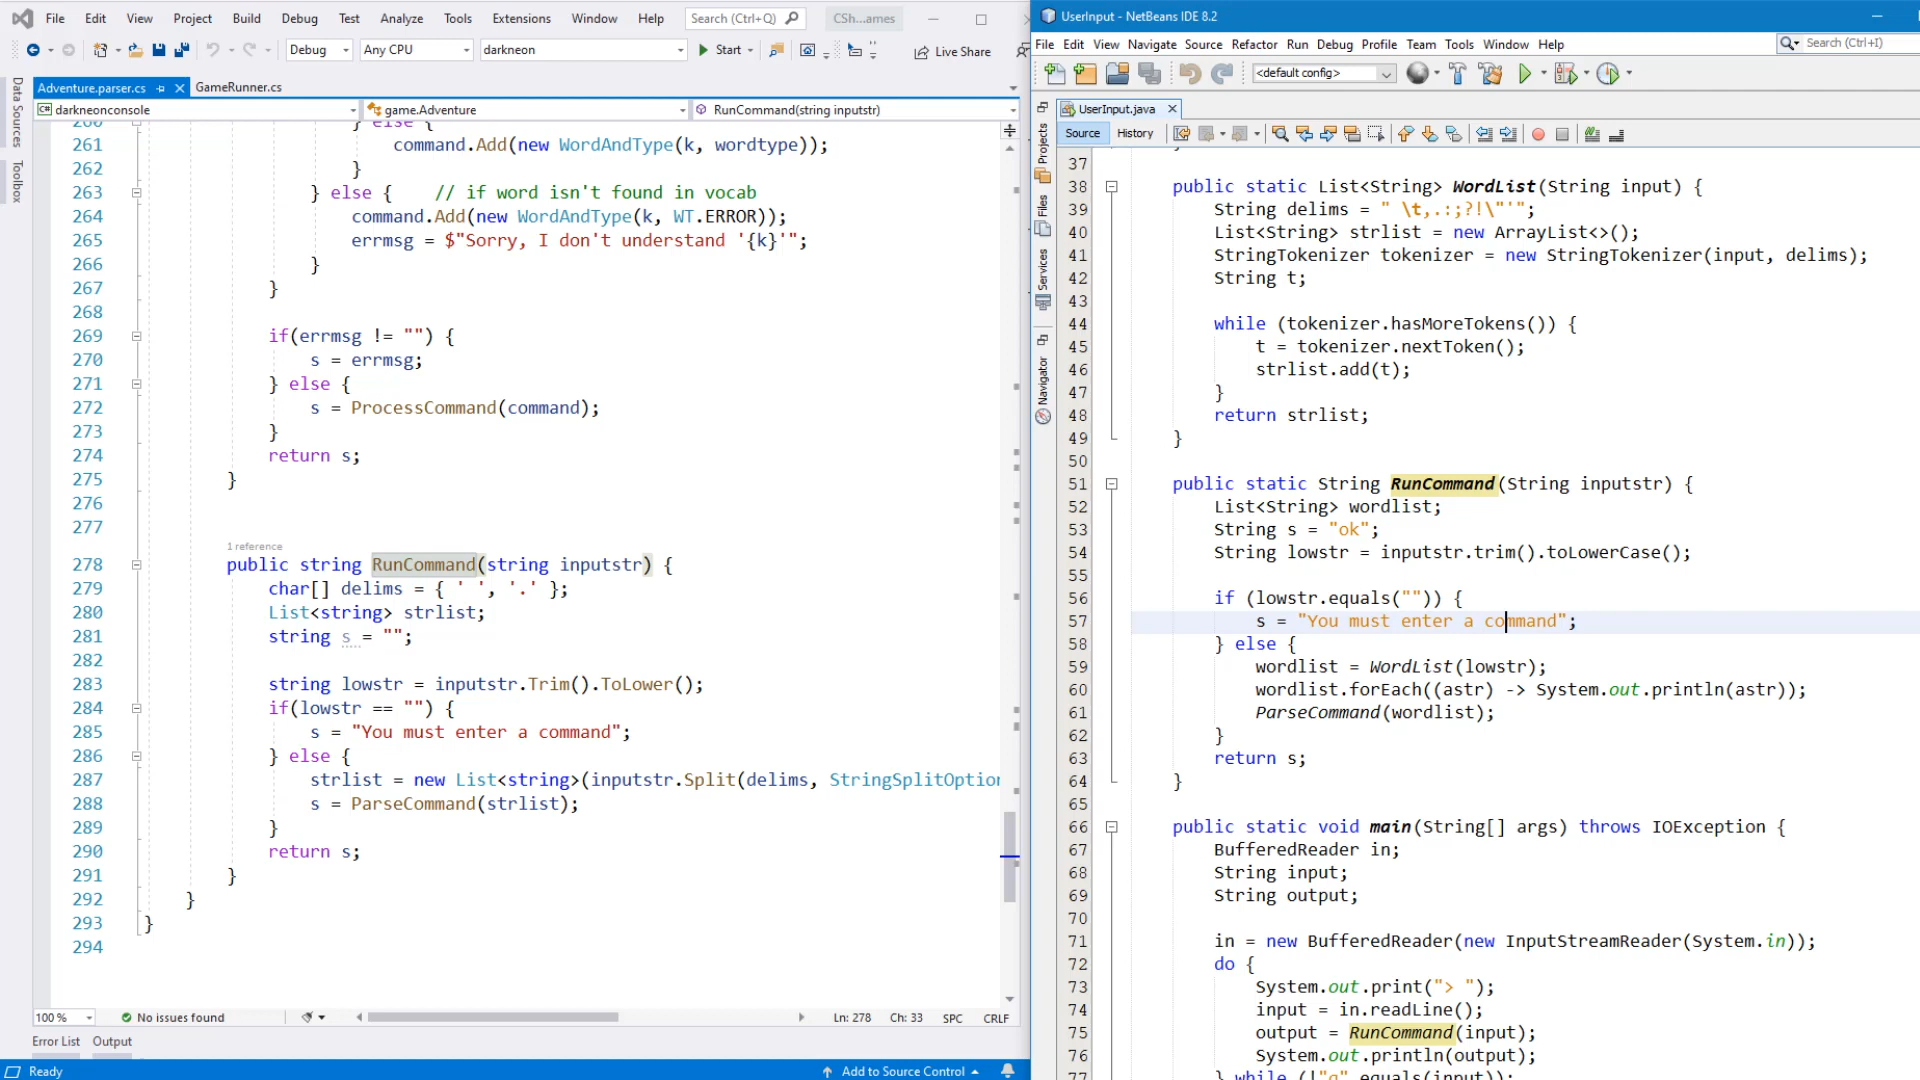 File Edit View Project Build Debug Test Analyze Tools Extensions Window Help Search (Ctrl+Q) CSh...ames
Debug Any CPU darkneon Start Live Share
Adventure.parser.cs GameRunner.cs
darkneonconsole game.Adventure RunCommand(string inputstr)
Data Sources
Toolbox
260 } else {
261 command.Add(new WordAndType(k, wordtype));
262 }
263 } else { // if word isn't found in vocab
264 command.Add(new WordAndType(k, WT.ERROR));
265 errmsg = $"Sorry, I don't understand '{k}'";
266 }
267 }
268
269 if(errmsg != "") {
270 s = errmsg;
271 } else {
272 s = ProcessCommand(command);
273 }
274 return s;
275 }
276
277
1 reference
278 public string RunCommand(string inputstr) {
279 char[] delims = { ' ', '.' };
280 List<string> strlist;
281 string s = "";
282
283 string lowstr = inputstr.Trim().ToLower();
284 if(lowstr == "") {
285 s = "You must enter a command";
286 } else {
287 strlist = new List<string>(inputstr.Split(delims, StringSplitOption
288 s = ParseCommand(strlist);
289 }
290 return s;
291 }
292 }
293 }
294
100 % No issues found Ln: 278 Ch: 33 SPC CRLF
Error List Output
Ready Add to Source Control
UserInput - NetBeans IDE 8.2
File Edit View Navigate Source Refactor Run Debug Profile Team Tools Window Help Search (Ctrl+I)
<default config>
UserInput.java
Source History
Projects
Files
Services
Navigator
37
38 public static List<String> WordList(String input) {
39 String delims = " \t,.:;?!\"'";
40 List<String> strlist = new ArrayList<>();
41 StringTokenizer tokenizer = new StringTokenizer(input, delims);
42 String t;
43
44 while (tokenizer.hasMoreTokens()) {
45 t = tokenizer.nextToken();
46 strlist.add(t);
47 }
48 return strlist;
49 }
50
51 public static String RunCommand(String inputstr) {
52 List<String> wordlist;
53 String s = "ok";
54 String lowstr = inputstr.trim().toLowerCase();
55
56 if (lowstr.equals("")) {
57 s = "You must enter a command";
58 } else {
59 wordlist = WordList(lowstr);
60 wordlist.forEach((astr) -> System.out.println(astr));
61 ParseCommand(wordlist);
62 }
63 return s;
64 }
65
66 public static void main(String[] args) throws IOException {
67 BufferedReader in;
68 String input;
69 String output;
70
71 in = new BufferedReader(new InputStreamReader(System.in));
72 do {
73 System.out.print("> ");
74 input = in.readLine();
75 output = RunCommand(input);
76 System.out.println(output);
77 } while (!"q".equals(input));